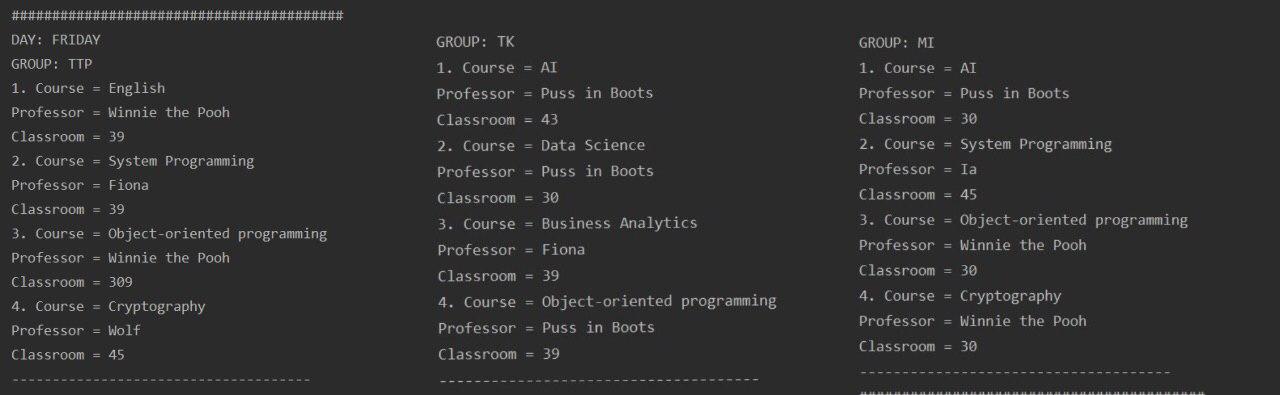 #########################################
DAY: FRIDAY
GROUP: TTP
1. Course = English
Professor = Winnie the Pooh
Classroom = 39
2. Course = System Programming
Professor = Fiona
Classroom = 39
3. Course = Object-oriented programming
Professor = Winnie the Pooh
Classroom = 309
4. Course = Cryptography
Professor = Wolf
Classroom = 45
-------------------------------------
GROUP: TK
1. Course = AI
Professor = Puss in Boots
Classroom = 43
2. Course = Data Science
Professor = Puss in Boots
Classroom = 30
3. Course = Business Analytics
Professor = Fiona
Classroom = 39
4. Course = Object-oriented programming
Professor = Puss in Boots
Classroom = 39
-------------------------------------
GROUP: MI
1. Course = AI
Professor = Puss in Boots
Classroom = 30
2. Course = System Programming
Professor = Ia
Classroom = 45
3. Course = Object-oriented programming
Professor = Winnie the Pooh
Classroom = 30
4. Course = Cryptography
Professor = Winnie the Pooh
Classroom = 30
-------------------------------------
#########################################